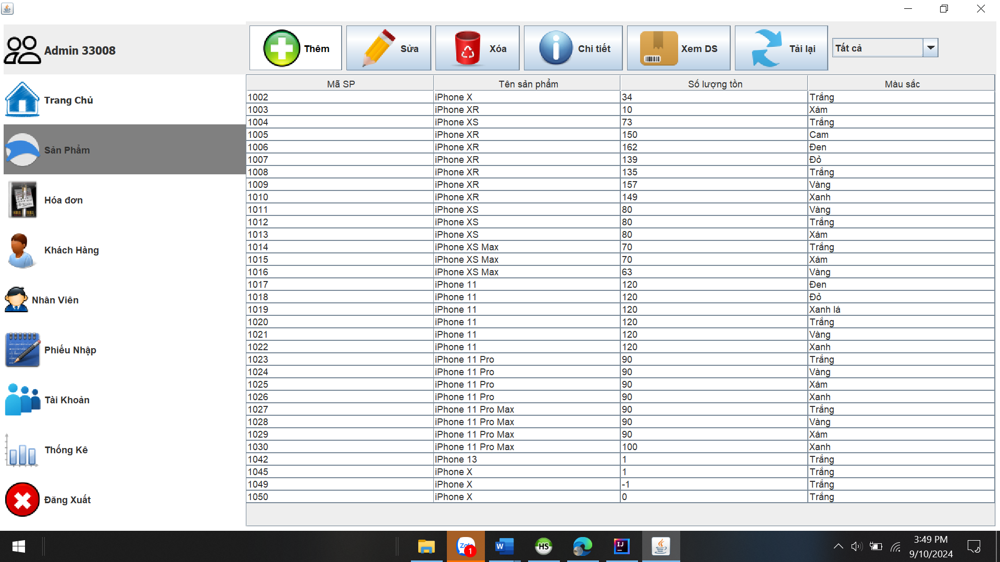 Admin 33008
Thêm
Sửa
Xóa
Chi tiết
Xem DS
Tải lại
Tất cả
Trang Chủ
Sản Phẩm
Hóa đơn
Khách Hàng
Nhân Viên
Phiếu Nhập
Tài Khoản
Thống Kê
Đăng Xuất
Mã SP Tên sản phẩm Số lượng tồn Màu sắc
1002 iPhone X 34 Trắng
1003 iPhone XR 10 Xám
1004 iPhone XS 73 Trắng
1005 iPhone XR 150 Cam
1006 iPhone XR 162 Đen
1007 iPhone XR 139 Đỏ
1008 iPhone XR 135 Trắng
1009 iPhone XR 157 Vàng
1010 iPhone XR 149 Xanh
1011 iPhone XS 80 Vàng
1012 iPhone XS 80 Trắng
1013 iPhone XS 80 Xám
1014 iPhone XS Max 70 Trắng
1015 iPhone XS Max 70 Xám
1016 iPhone XS Max 63 Vàng
1017 iPhone 11 120 Đen
1018 iPhone 11 120 Đỏ
1019 iPhone 11 120 Xanh lá
1020 iPhone 11 120 Trắng
1021 iPhone 11 120 Vàng
1022 iPhone 11 120 Xanh
1023 iPhone 11 Pro 90 Trắng
1024 iPhone 11 Pro 90 Vàng
1025 iPhone 11 Pro 90 Xám
1026 iPhone 11 Pro 90 Xanh
1027 iPhone 11 Pro Max 90 Trắng
1028 iPhone 11 Pro Max 90 Vàng
1029 iPhone 11 Pro Max 90 Xám
1030 iPhone 11 Pro Max 100 Xanh
1042 IPhone 13 1 Trắng
1045 iPhone X 1 Trắng
1049 iPhone X -1 Trắng
1050 iPhone X 0 Trắng
1
W
HS
IJ
3:49 PM
9/10/2024